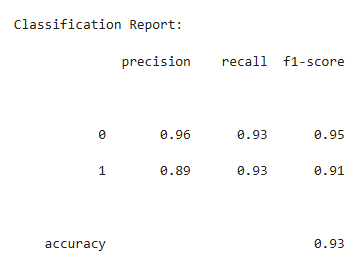 Classification Report:
precision recall f1-score
0 0.96 0.93 0.95
1 0.89 0.93 0.91
accuracy 0.93